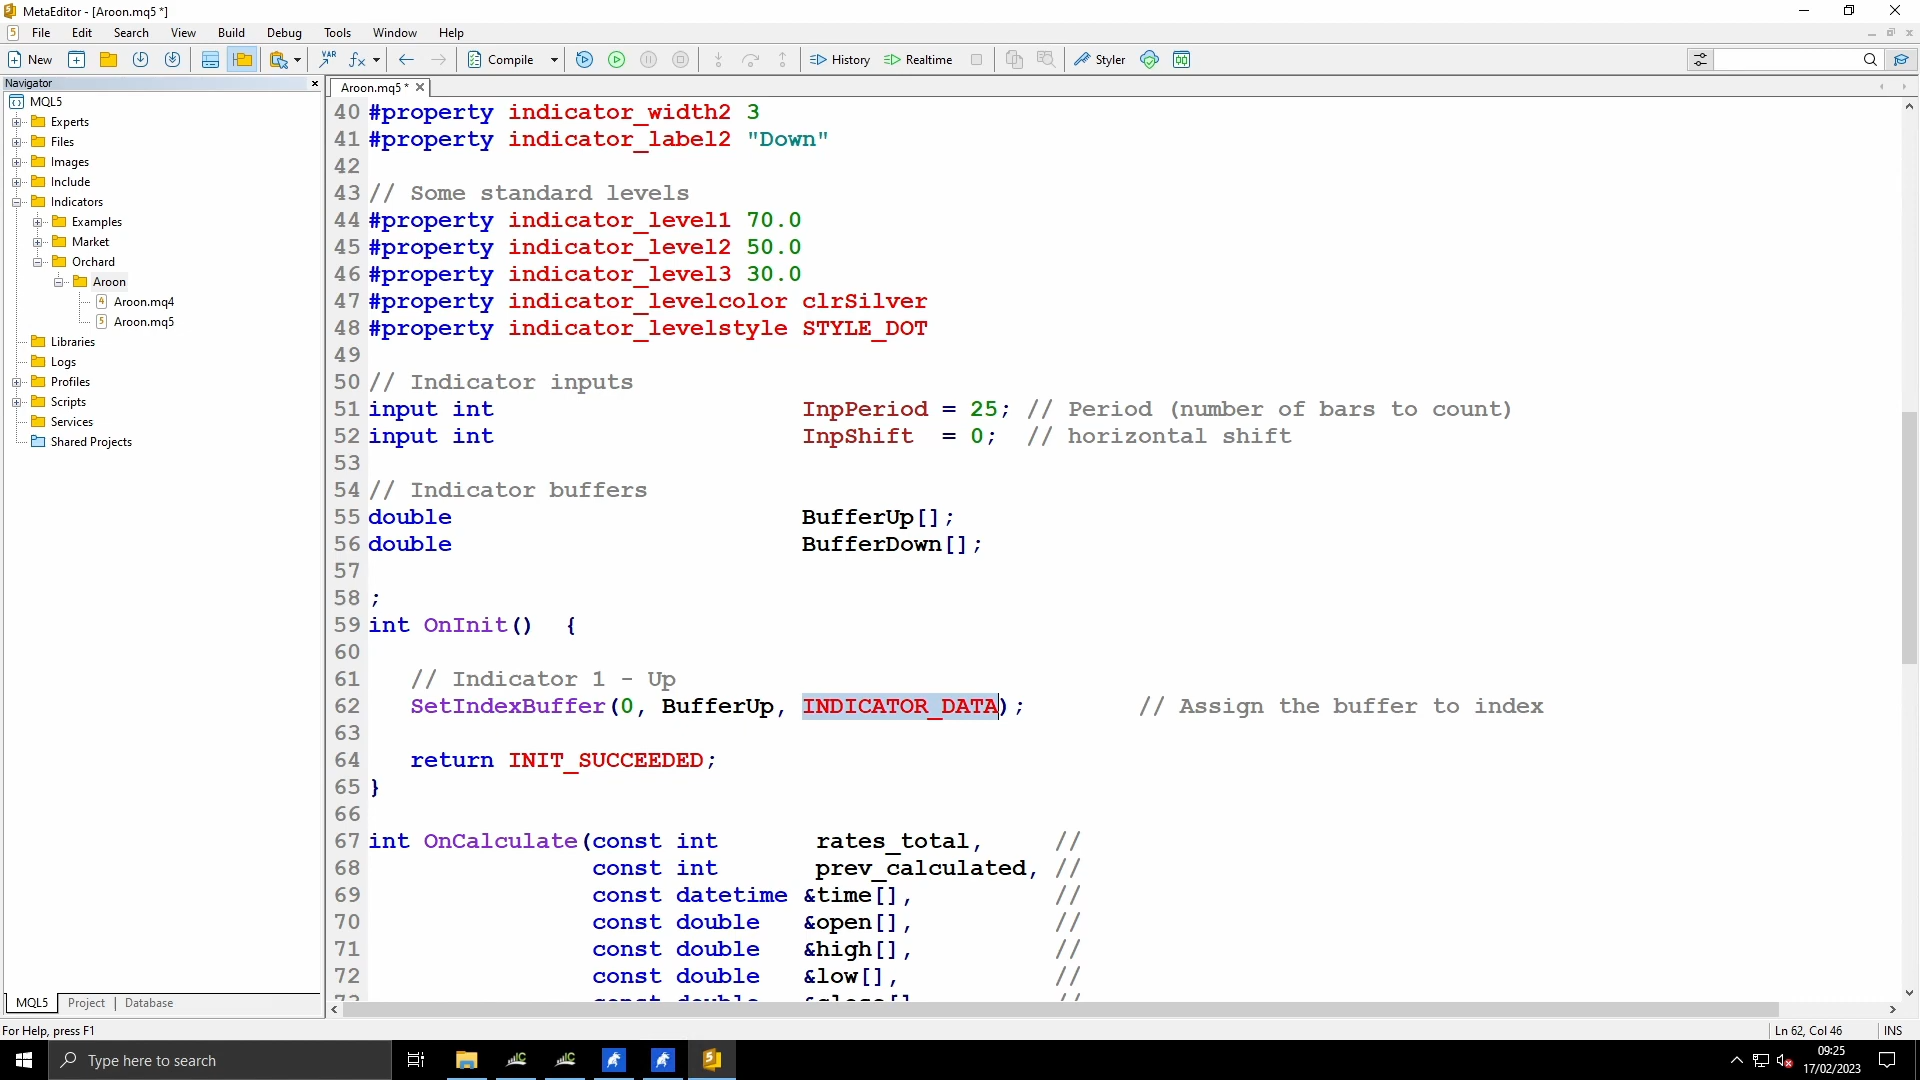 MetaEditor - [Aroon.mq5 *]
File Edit Search View Build Debug Tools Window Help
New Compile History Realtime Styler
Navigator
Aroon.mq5 *
MQL5
Experts
Files
Images
Include
Indicators
Examples
Market
Orchard
Aroon
Aroon.mq4
Aroon.mq5
Libraries
Logs
Profiles
Scripts
Services
Shared Projects
40 #property indicator_width2 3
41 #property indicator_label2 "Down"
42
43 // Some standard levels
44 #property indicator_level1 70.0
45 #property indicator_level2 50.0
46 #property indicator_level3 30.0
47 #property indicator_levelcolor clrSilver
48 #property indicator_levelstyle STYLE_DOT
49
50 // Indicator inputs
51 input int InpPeriod = 25; // Period (number of bars to count)
52 input int InpShift = 0; // horizontal shift
53
54 // Indicator buffers
55 double BufferUp[];
56 double BufferDown[];
57
58 ;
59 int OnInit() {
60
61 // Indicator 1 - Up
62 SetIndexBuffer(0, BufferUp, INDICATOR_DATA); // Assign the buffer to index
63
64 return INIT_SUCCEEDED;
65 }
66
67 int OnCalculate(const int rates_total, //
68 const int prev_calculated, //
69 const datetime &time[], //
70 const double &open[], //
71 const double &high[], //
72 const double &low[], //
MQL5 Project Database
For Help, press F1
Ln 62, Col 46 INS
Type here to search
09:25
17/02/2023